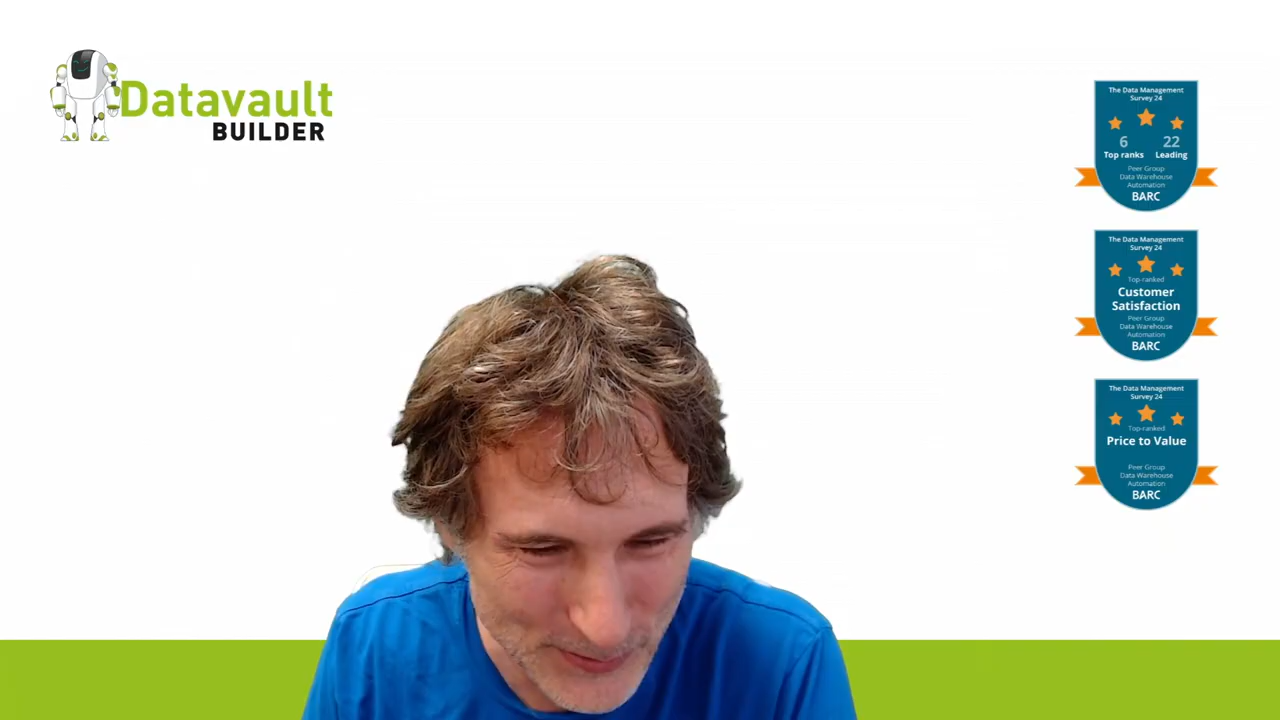 Datavault
BUILDER
The Data Management
Survey 24
6 22
Top ranks Leading
Peer Group
Data Warehouse
Automation
BARC
The Data Management
Survey 24
Top-ranked
Customer
Satisfaction
Peer Group
Data Warehouse
Automation
BARC
The Data Management
Survey 24
Top-ranked
Price to Value
Peer Group
Data Warehouse
Automation
BARC